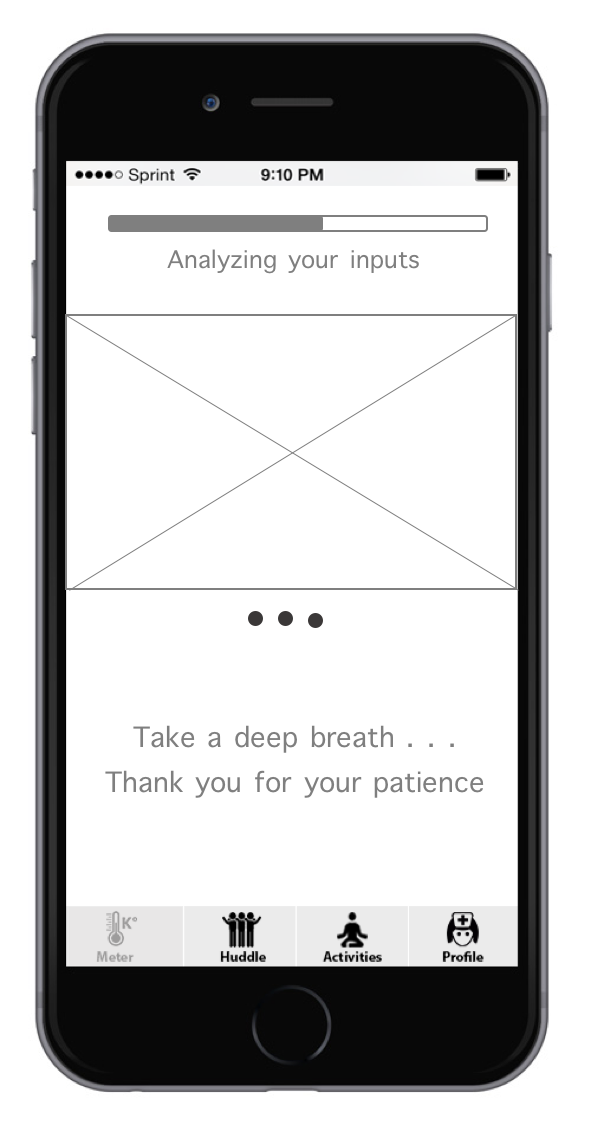 Sprint 9:10 PM
Analyzing your inputs
Take a deep breath . . .
Thank you for your patience
K°
Meter Huddle Activities Profile